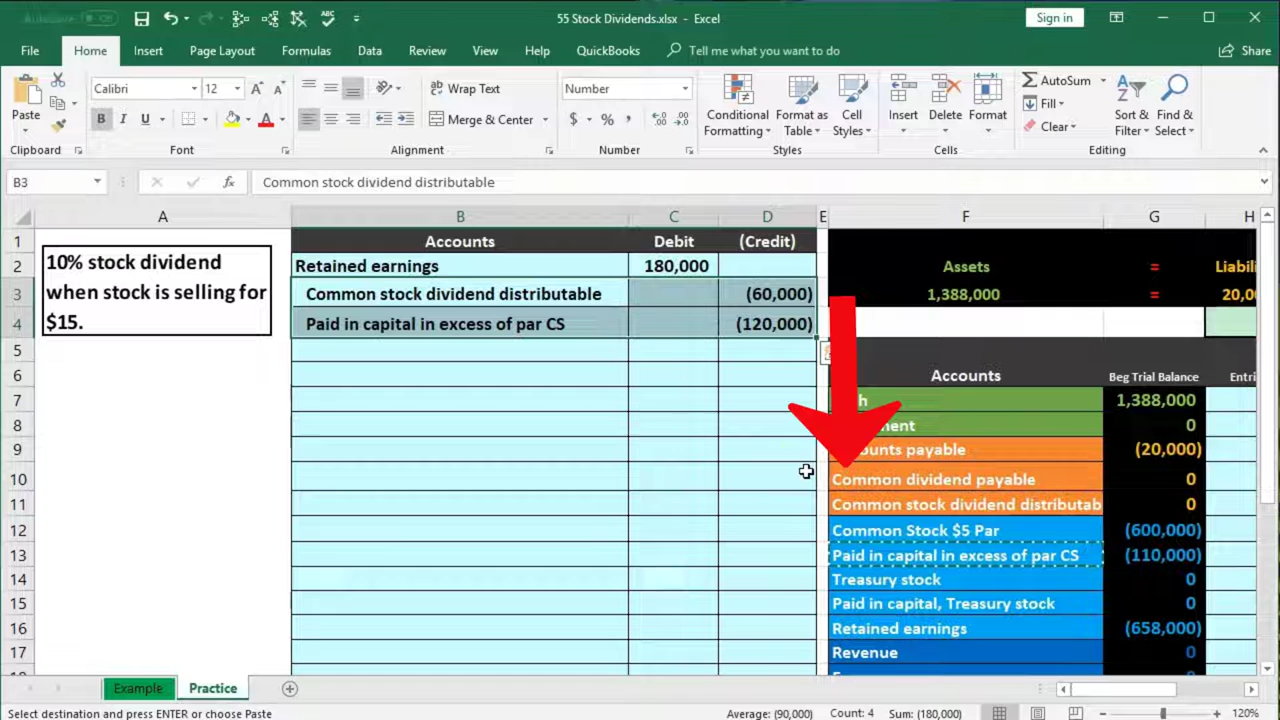 AutoSave Off
55 Stock Dividends.xlsx - Excel
Sign in
File Home Insert Page Layout Formulas Data Review View Help QuickBooks Tell me what you want to do Share
Calibri 12 Wrap Text Number AutoSum
Paste Conditional Format as Cell Insert Delete Format Fill Sort & Find &
B I U Merge & Center $ % Formatting Table Styles Clear Filter Select
Clipboard Font Alignment Number Styles Cells Editing
B3 fx Common stock dividend distributable
A B C D E F G H
1 Accounts Debit (Credit)
10% stock dividend
when stock is selling for
$15.
2 Retained earnings 180,000 Assets = Liabili
3 Common stock dividend distributable (60,000) 1,388,000 = 20,0
4 Paid in capital in excess of par CS (120,000)
5
6 Accounts Beg Trial Balance Entri
7 h 1,388,000
8 ment 0
9 ounts payable (20,000)
10 Common dividend payable 0
11 Common stock dividend distributab 0
12 Common Stock $5 Par (600,000)
13 Paid in capital in excess of par CS (110,000)
14 Treasury stock 0
15 Paid in capital, Treasury stock 0
16 Retained earnings (658,000)
17 Revenue 0
Example Practice
Select destination and press ENTER or choose Paste Average: (90,000) Count: 4 Sum: (180,000) 120%